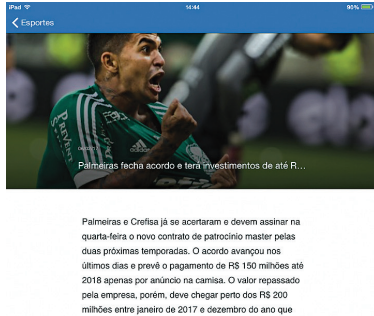 iPad 14:44 90%
Esportes
PREVENT
adidas
Palmeiras fecha acordo e terá investimentos de até R...
Palmeiras e Crefisa já se acertaram e devem assinar na
quarta-feira o novo contrato de patrocínio master pelas
duas próximas temporadas. O acordo avançou nos
últimos dias e prevê o pagamento de R$ 150 milhões até
2018 apenas por anúncio na camisa. O valor repassado
pela empresa, porém, deve chegar perto dos R$ 200
milhões entre janeiro de 2017 e dezembro do ano que